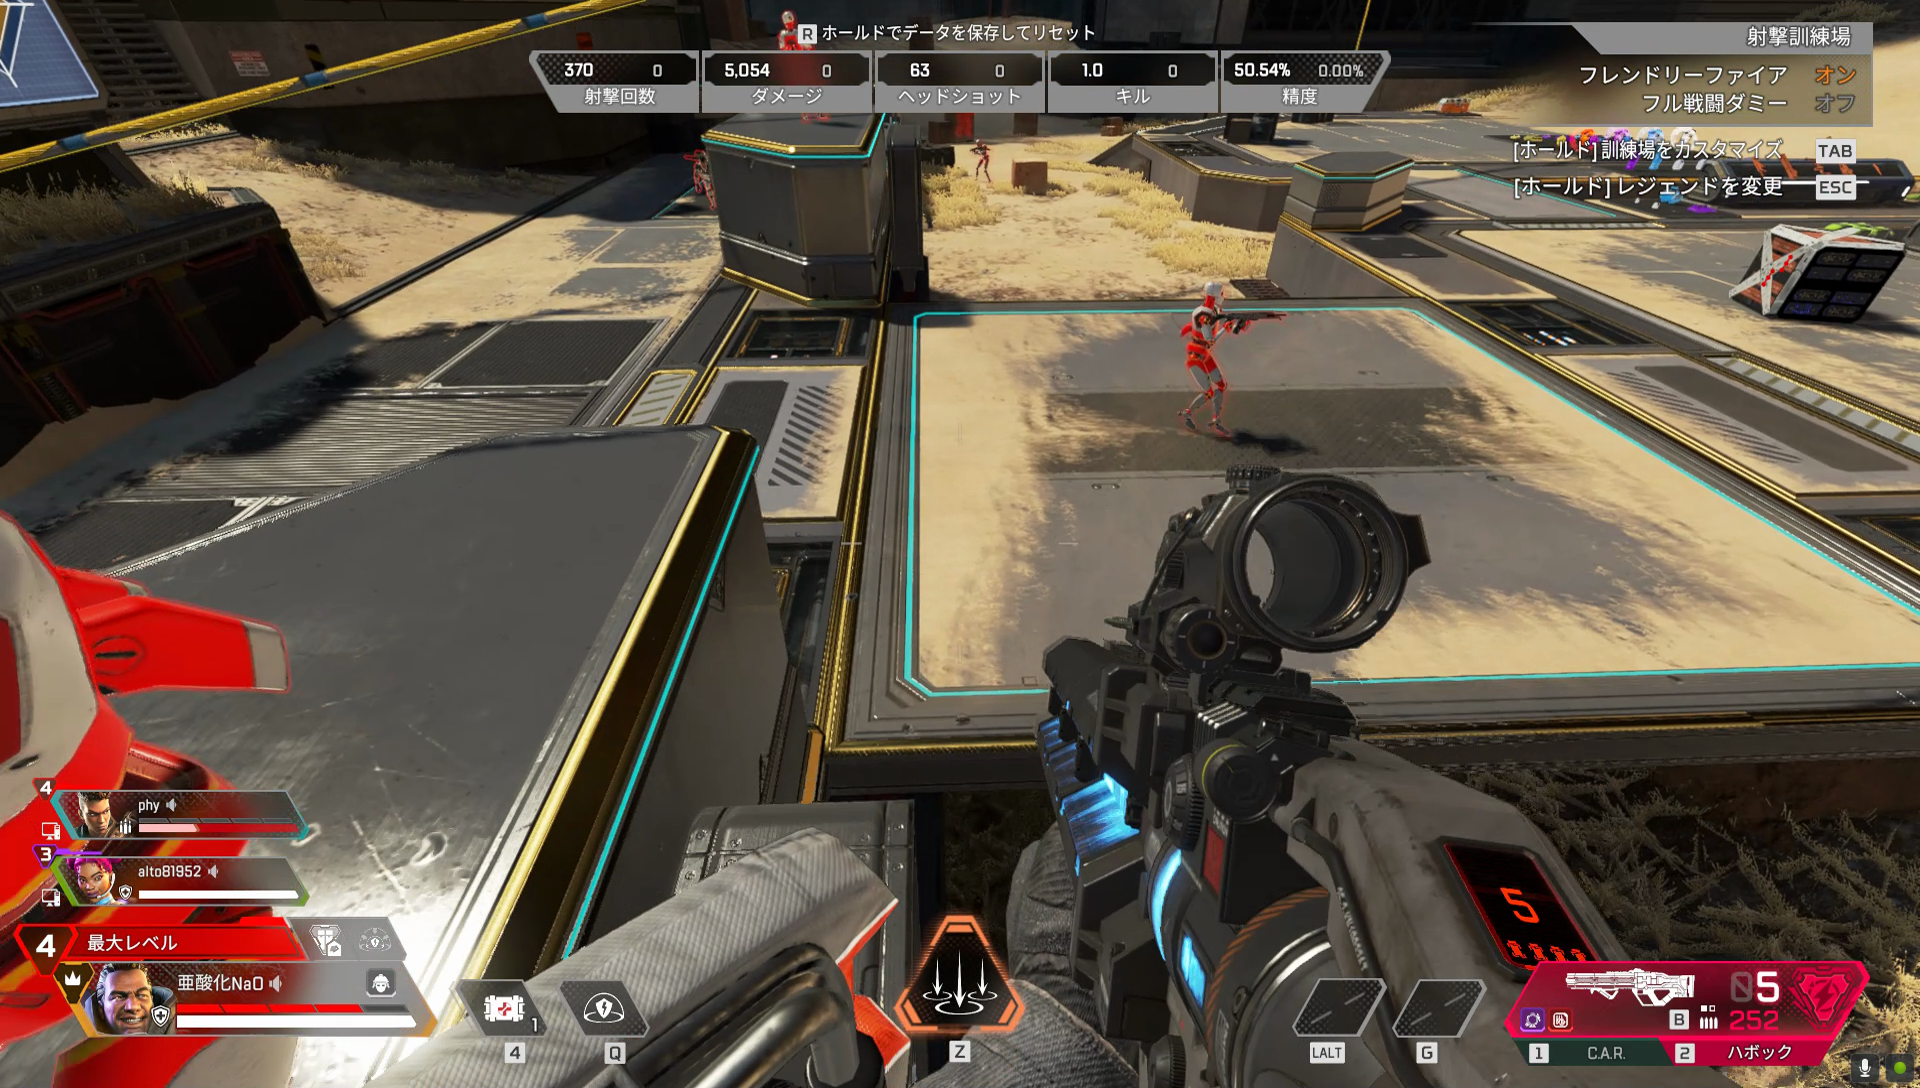 R ホールドでデータを保存してリセット
370 0
射撃回数
5,054 0
ダメージ
63 0
ヘッドショット
1.0 0
キル
50.54% 0.00%
精度
射撃訓練場
フレンドリーファイア オン
フル戦闘ダミー オフ
[ホールド]訓練場をカスタマイズ TAB
[ホールド]レジェンドを変更 ESC
4
phy
3
alto81952
4 最大レベル
亜酸化NaO
1
4
Q
Z
LALT
G
5
05
B 252
1 C.A.R. 2 ハボック